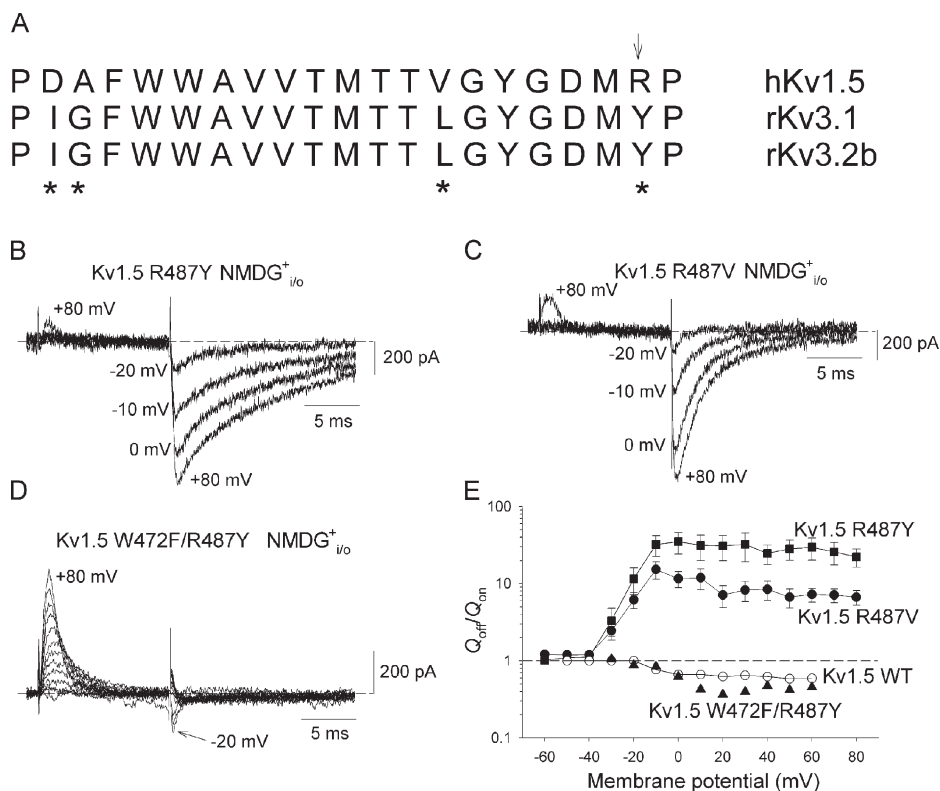 A
P D A F W W A V V T M T T V G Y G D M R P hKv1.5
P I G F W W A V V T M T T L G Y G D M Y P rKv3.1
P I G F W W A V V T M T T L G Y G D M Y P rKv3.2b
* * * *
B
Kv1.5 R487Y NMDG+i/o
+80 mV
-20 mV
-10 mV
0 mV
+80 mV
200 pA
5 ms
C
Kv1.5 R487V NMDG+i/o
+80 mV
-20 mV
-10 mV
0 mV
+80 mV
200 pA
5 ms
D
Kv1.5 W472F/R487Y NMDG+i/o
+80 mV
-20 mV
200 pA
5 ms
E
100
10
1
0.1
Qoff/Qon
Kv1.5 R487Y
Kv1.5 R487V
Kv1.5 WT
Kv1.5 W472F/R487Y
-60 -40 -20 0 20 40 60 80
Membrane potential (mV)